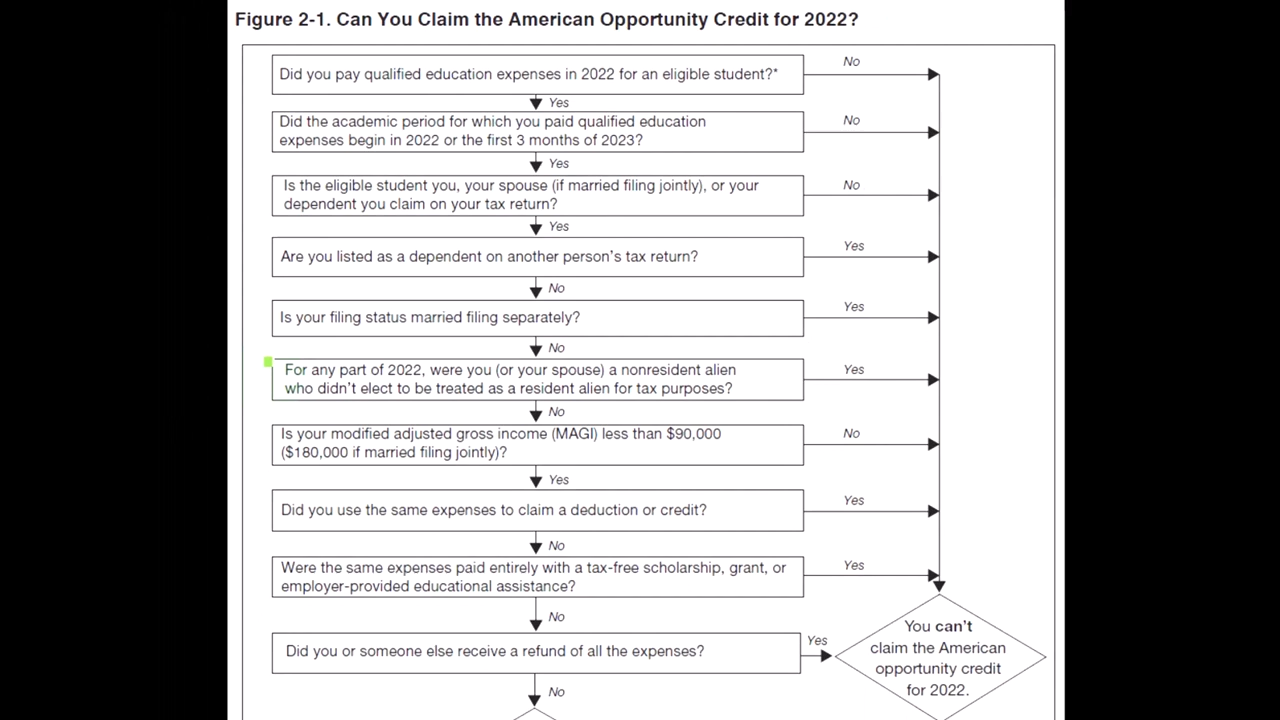 Figure 2-1. Can You Claim the American Opportunity Credit for 2022?
Did you pay qualified education expenses in 2022 for an eligible student?*
No
Yes
Did the academic period for which you paid qualified education
expenses begin in 2022 or the first 3 months of 2023?
No
Yes
Is the eligible student you, your spouse (if married filing jointly), or your
dependent you claim on your tax return?
No
Yes
Are you listed as a dependent on another person's tax return?
Yes
No
Is your filing status married filing separately?
Yes
No
For any part of 2022, were you (or your spouse) a nonresident alien
who didn't elect to be treated as a resident alien for tax purposes?
Yes
No
Is your modified adjusted gross income (MAGI) less than $90,000
($180,000 if married filing jointly)?
No
Yes
Did you use the same expenses to claim a deduction or credit?
Yes
No
Were the same expenses paid entirely with a tax-free scholarship, grant, or
employer-provided educational assistance?
Yes
No
Did you or someone else receive a refund of all the expenses?
Yes
No
You can't
claim the American
opportunity credit
for 2022.